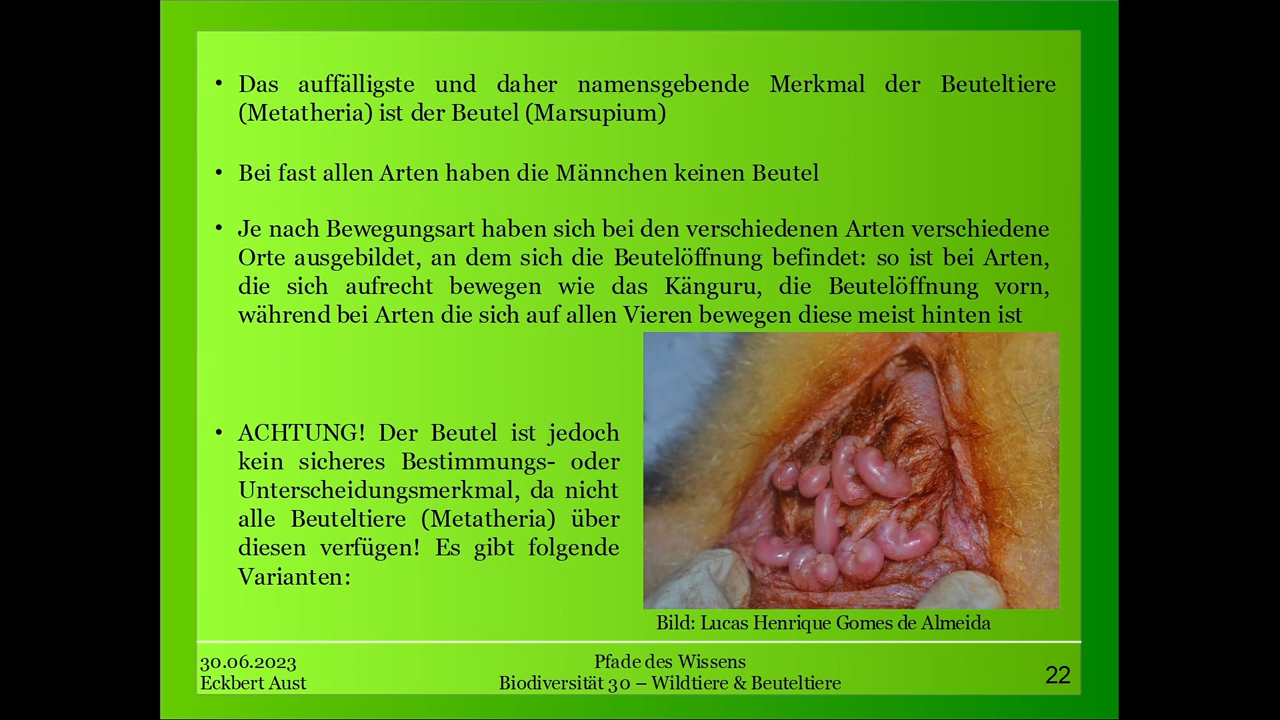 • Das auffälligste und daher namensgebende Merkmal der Beuteltiere
(Metatheria) ist der Beutel (Marsupium)
• Bei fast allen Arten haben die Männchen keinen Beutel
• Je nach Bewegungsart haben sich bei den verschiedenen Arten verschiedene
Orte ausgebildet, an dem sich die Beutelöffnung befindet: so ist bei Arten,
die sich aufrecht bewegen wie das Känguru, die Beutelöffnung vorn,
während bei Arten die sich auf allen Vieren bewegen diese meist hinten ist
• ACHTUNG! Der Beutel ist jedoch
kein sicheres Bestimmungs- oder
Unterscheidungsmerkmal, da nicht
alle Beuteltiere (Metatheria) über
diesen verfügen! Es gibt folgende
Varianten:
Bild: Lucas Henrique Gomes de Almeida
30.06.2023
Eckbert Aust
Pfade des Wissens
Biodiversität 30 – Wildtiere & Beuteltiere
22